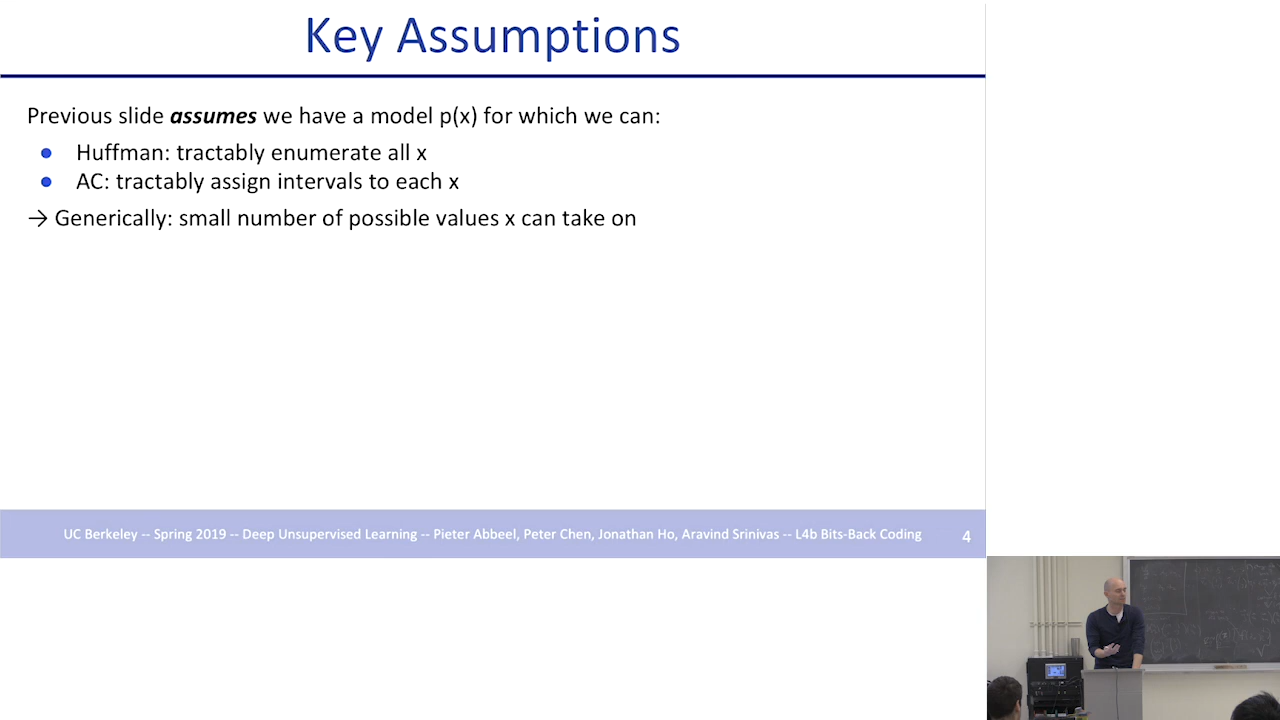 Key Assumptions
Previous slide assumes we have a model p(x) for which we can:
● Huffman: tractably enumerate all x
● AC: tractably assign intervals to each x
→ Generically: small number of possible values x can take on
UC Berkeley -- Spring 2019 -- Deep Unsupervised Learning -- Pieter Abbeel, Peter Chen, Jonathan Ho, Aravind Srinivas -- L4b Bits-Back Coding
4